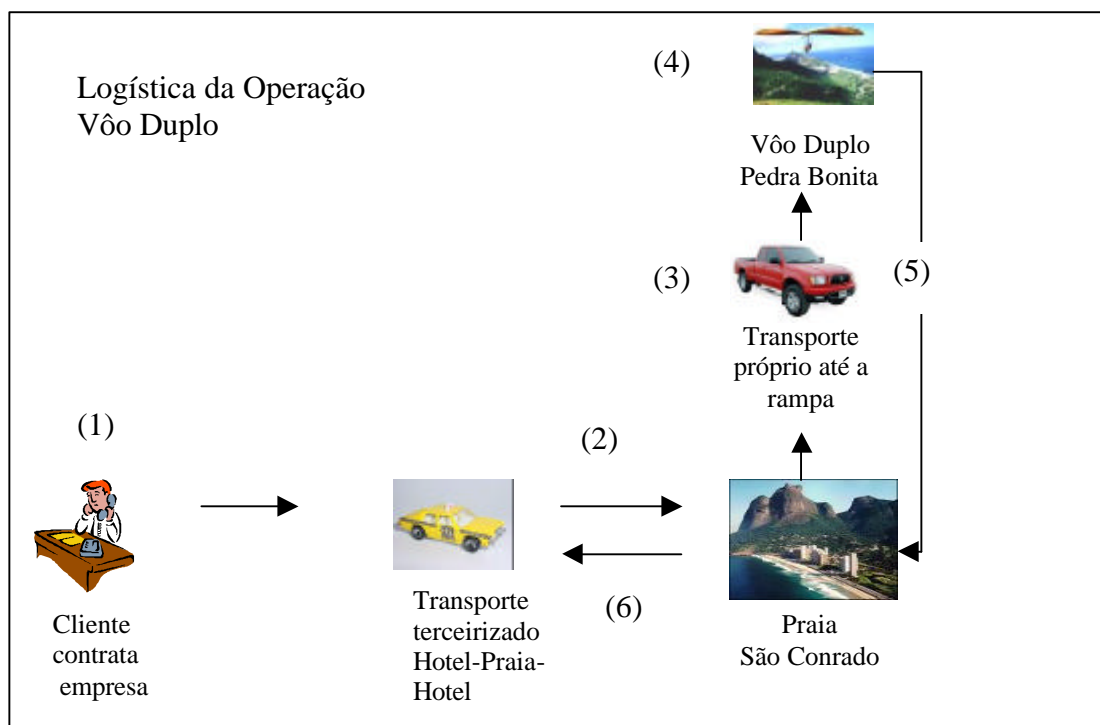 Logística da Operação
Vôo Duplo
(4)
Vôo Duplo
Pedra Bonita
(3)
(5)
Transporte
próprio até a
rampa
(1)
(2)
Cliente
contrata
empresa
Transporte
terceirizado
Hotel-Praia-
Hotel
(6)
Praia
São Conrado